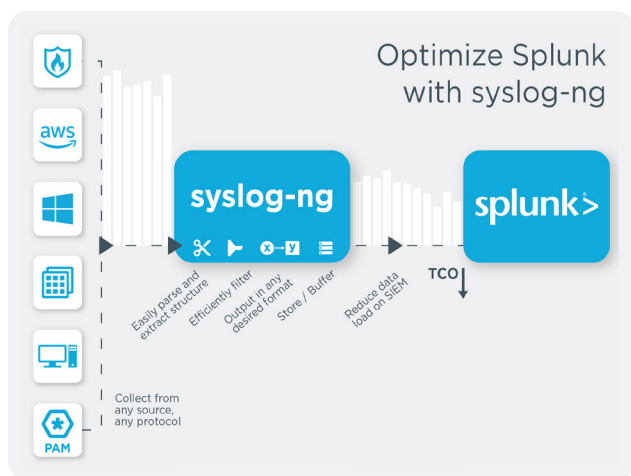 Optimize Splunk
with syslog-ng
aws
PAM
Collect from
any source,
any protocol
syslog-ng
x→y
Easily parse and
extract structure
Efficiently filter
Output in any
desired format
Store / Buffer
Reduce data
load on SIEM
TCO
splunk>